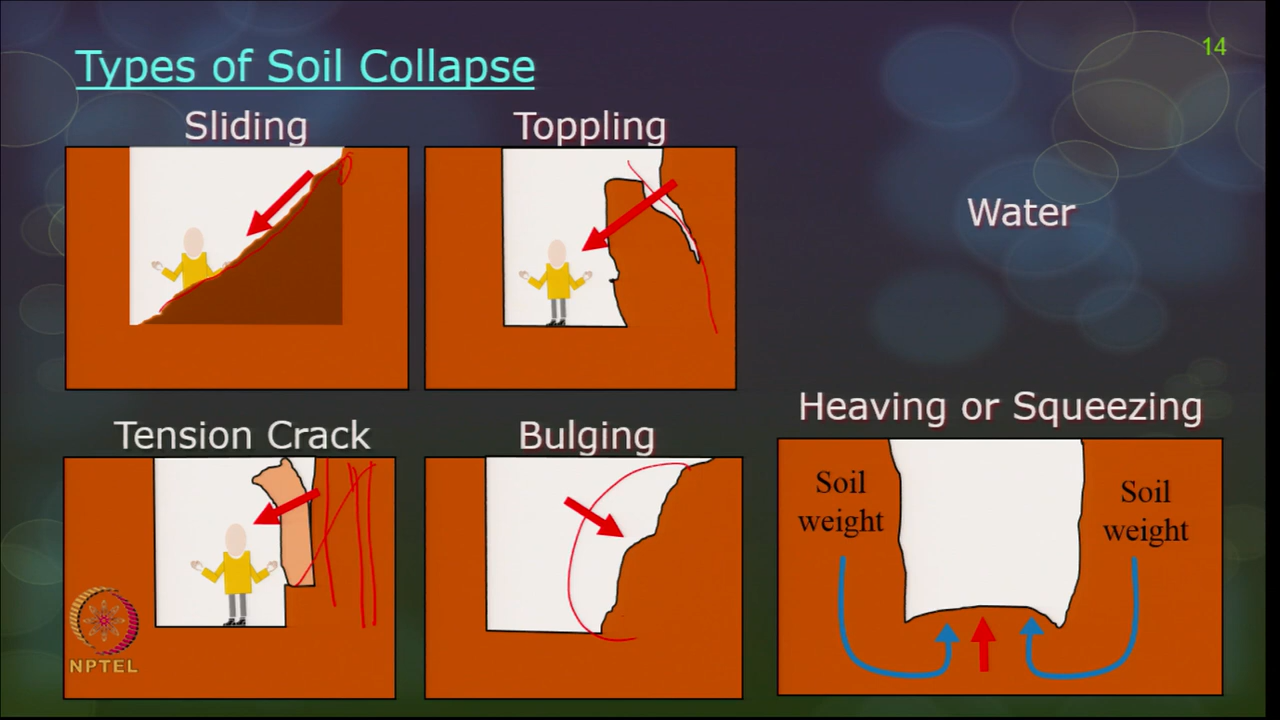 14
Types of Soil Collapse
Sliding
Toppling
Water
Tension Crack
Bulging
Heaving or Squeezing
Soil
weight
Soil
weight
NPTEL